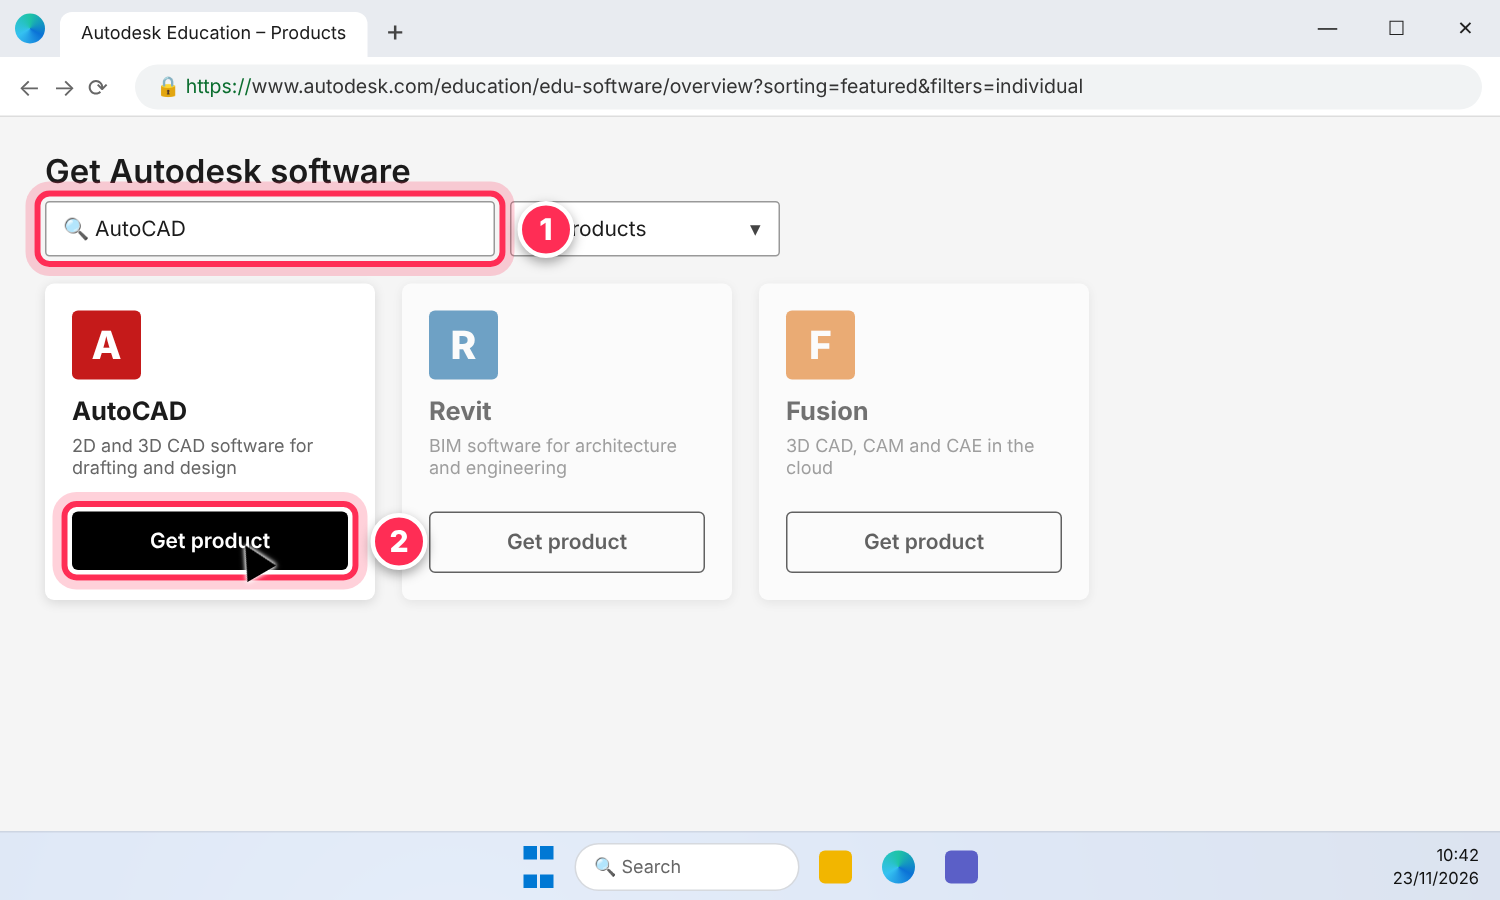 Autodesk Education – Products
https://www.autodesk.com/education/edu-software/overview?sorting=featured&filters=individual
Get Autodesk software
AutoCAD
1
A
AutoCAD
2D and 3D CAD software for
drafting and design
Get product
2
R
Revit
BIM software for architecture
and engineering
Get product
F
Fusion
3D CAD, CAM and CAE in the
cloud
Get product
Search
10:42
23/11/2026